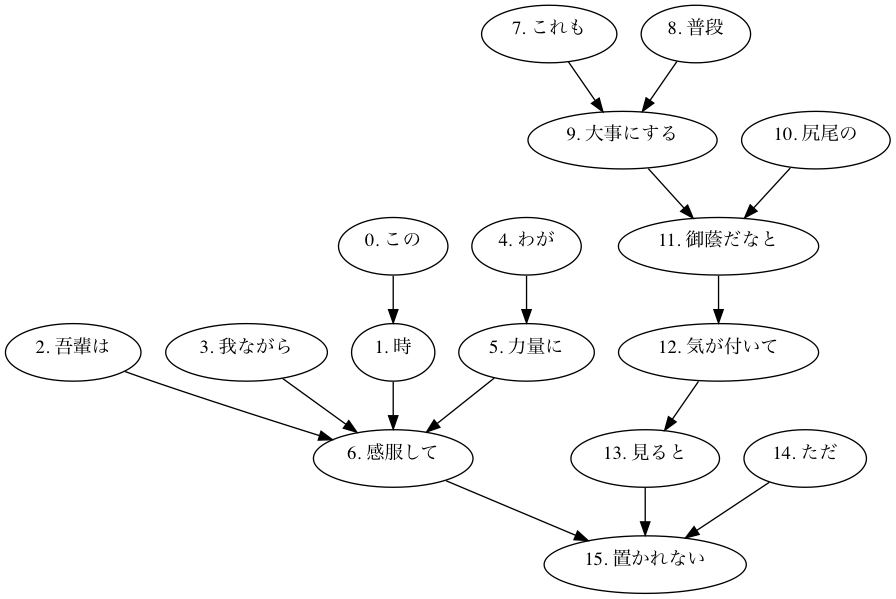 7. これも
8. 普段
9. 大事にする
10. 尻尾の
0. この
4. わが
11. 御蔭だなと
2. 吾輩は
3. 我ながら
1. 時
5. 力量に
12. 気が付いて
6. 感服して
13. 見ると
14. ただ
15. 置かれない